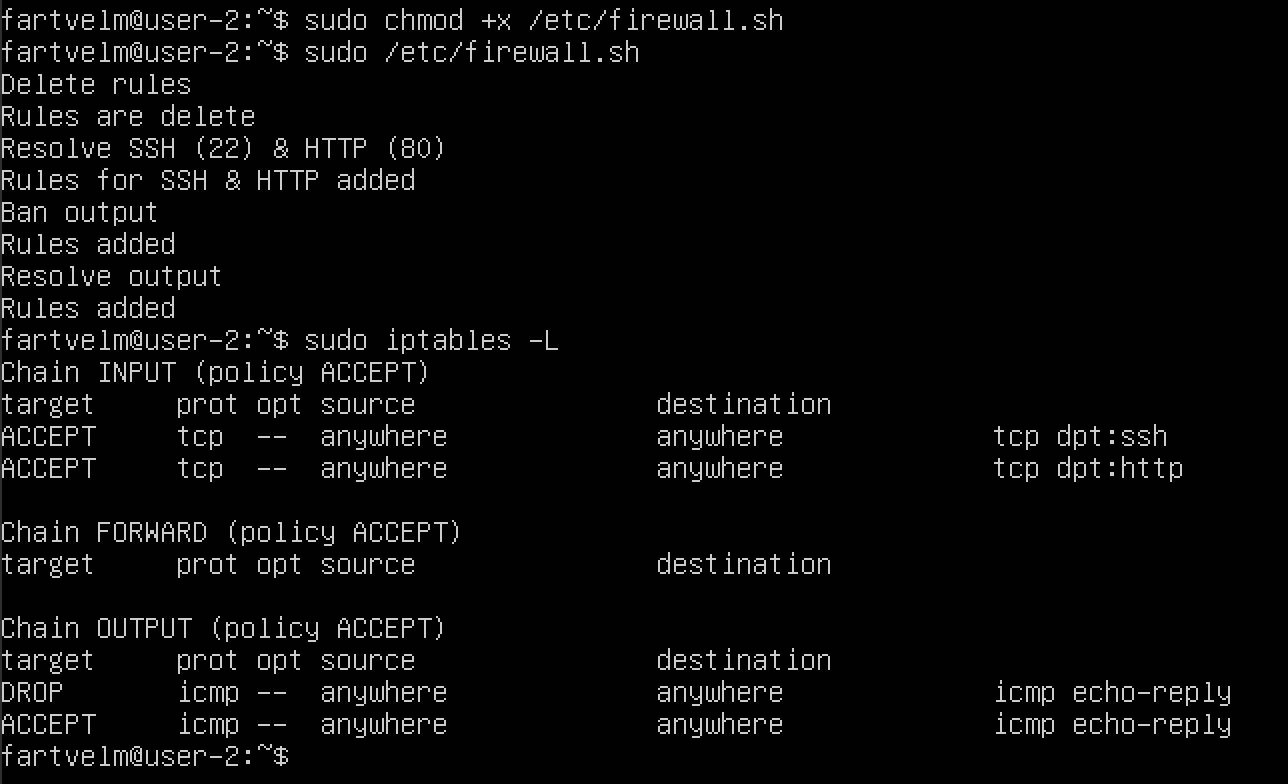 fartvelm@user-2:~$ sudo chmod +x /etc/firewall.sh
fartvelm@user-2:~$ sudo /etc/firewall.sh
Delete rules
Rules are delete
Resolve SSH (22) & HTTP (80)
Rules for SSH & HTTP added
Ban output
Rules added
Resolve output
Rules added
fartvelm@user-2:~$ sudo iptables -L
Chain INPUT (policy ACCEPT)
target     prot opt source               destination
ACCEPT     tcp  --  anywhere             anywhere             tcp dpt:ssh
ACCEPT     tcp  --  anywhere             anywhere             tcp dpt:http

Chain FORWARD (policy ACCEPT)
target     prot opt source               destination

Chain OUTPUT (policy ACCEPT)
target     prot opt source               destination
DROP       icmp --  anywhere             anywhere             icmp echo-reply
ACCEPT     icmp --  anywhere             anywhere             icmp echo-reply
fartvelm@user-2:~$